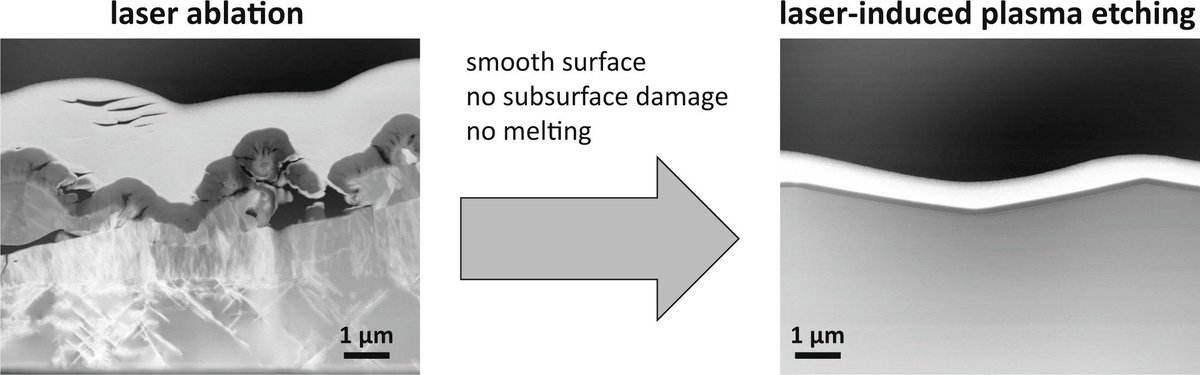 laser ablation
laser-induced plasma etching
smooth surface
no subsurface damage
no melting
1 µm
1 µm